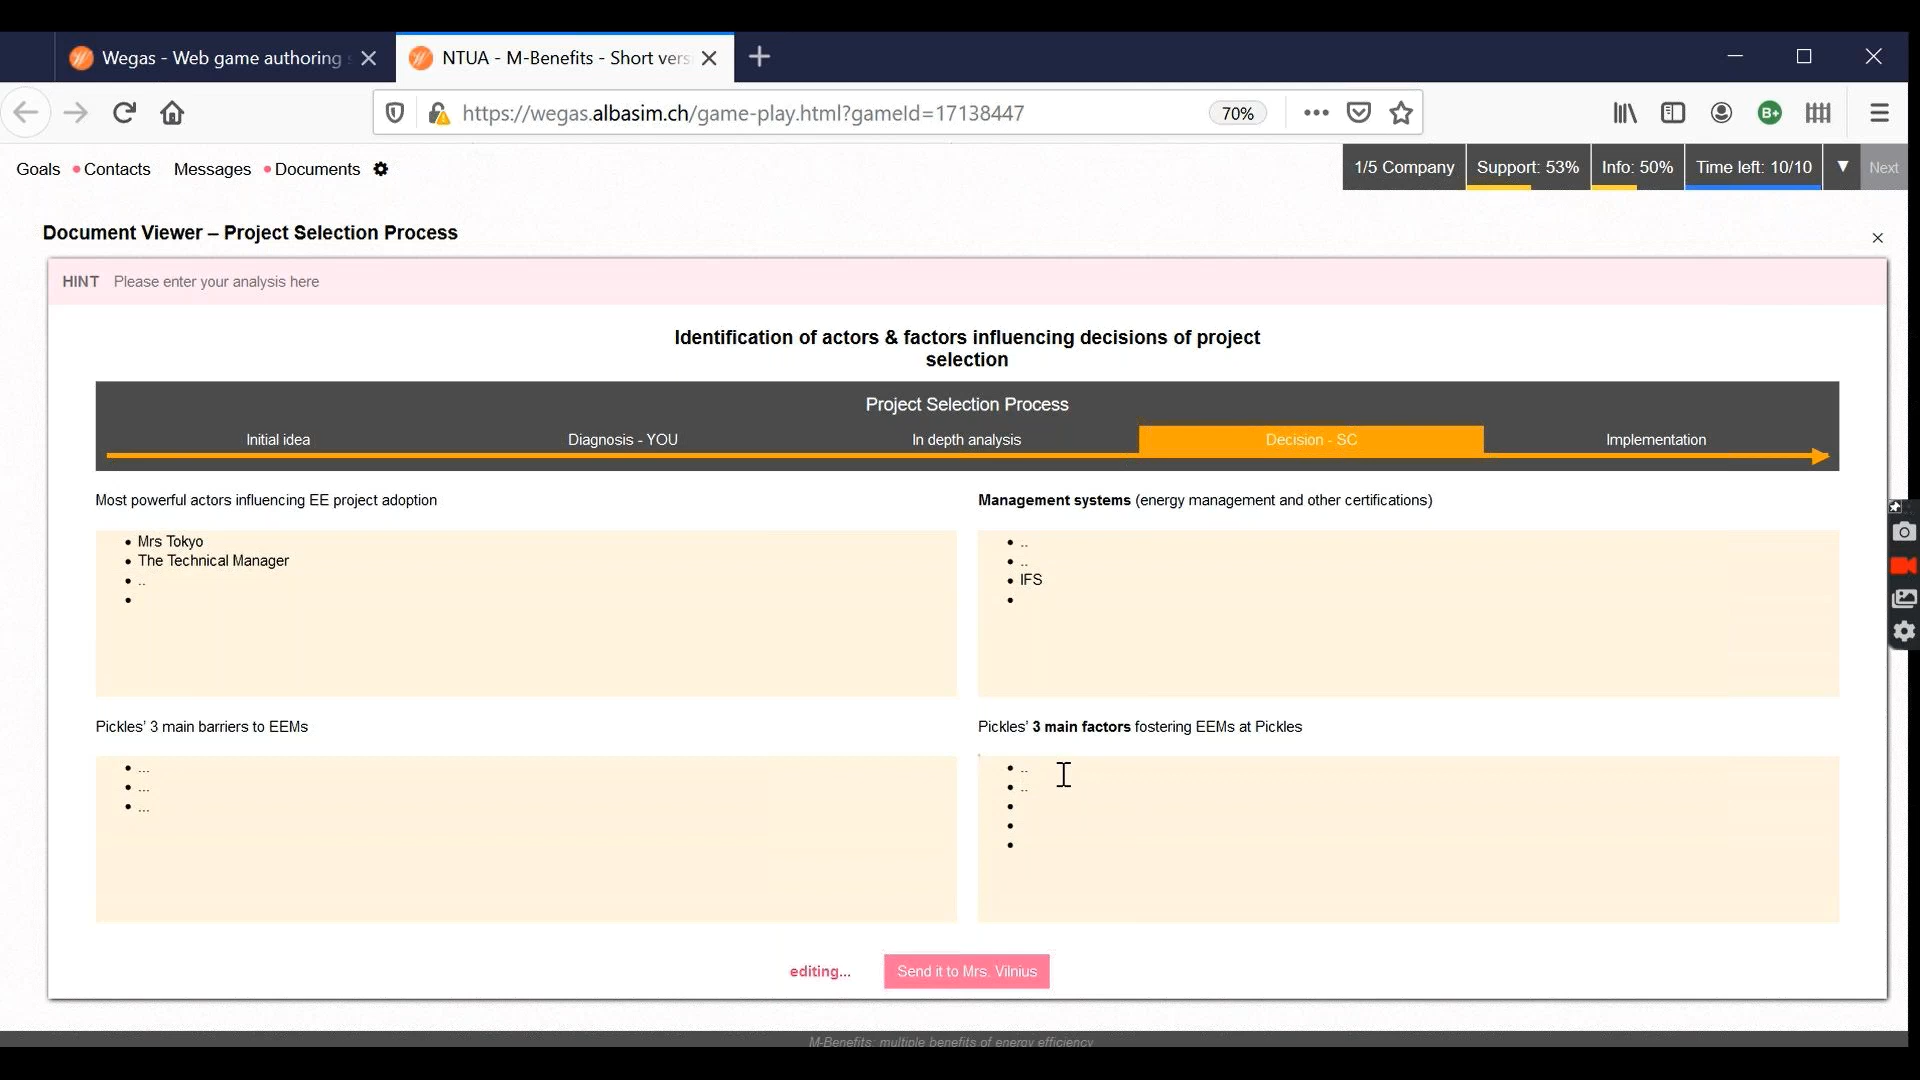 Wegas - Web game authoring s
NTUA - M-Benefits - Short vers
https://wegas.albasim.ch/game-play.html?gameId=17138447
70%
B+
Goals
Contacts
Messages
Documents
1/5 Company
Support: 53%
Info: 50%
Time left: 10/10
▼
Next
Document Viewer – Project Selection Process
HINT Please enter your analysis here
Identification of actors & factors influencing decisions of project
selection
Project Selection Process
Initial idea
Diagnosis - YOU
In depth analysis
Decision - SC
Implementation
Most powerful actors influencing EE project adoption
• Mrs Tokyo
• The Technical Manager
• ..
•
Management systems (energy management and other certifications)
• ..
• ..
• IFS
•
Pickles' 3 main barriers to EEMs
• ...
• ...
• ...
Pickles' 3 main factors fostering EEMs at Pickles
• ..
• ..
•
•
•
editing...
Send it to Mrs. Vilnius
M-Benefits: multiple benefits of energy efficiency